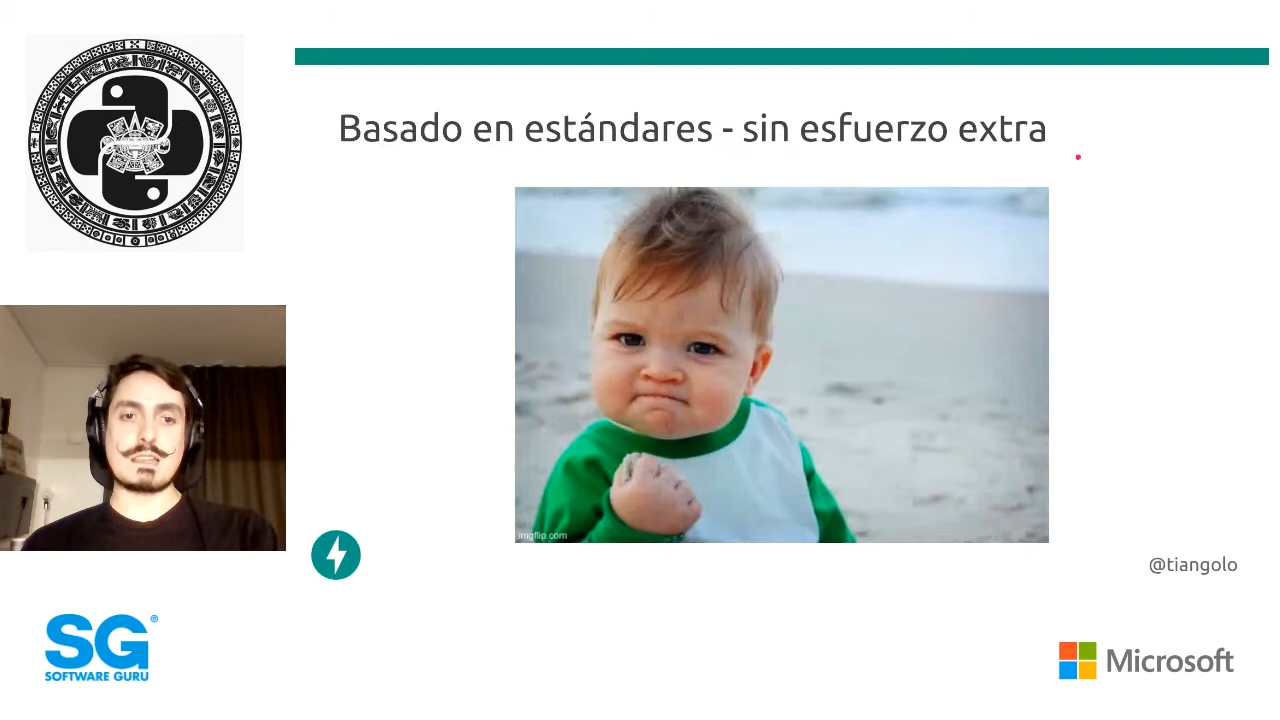 Basado en estándares - sin esfuerzo extra
imgflip.com
@tiangolo
SG®
SOFTWARE GURU
Microsoft